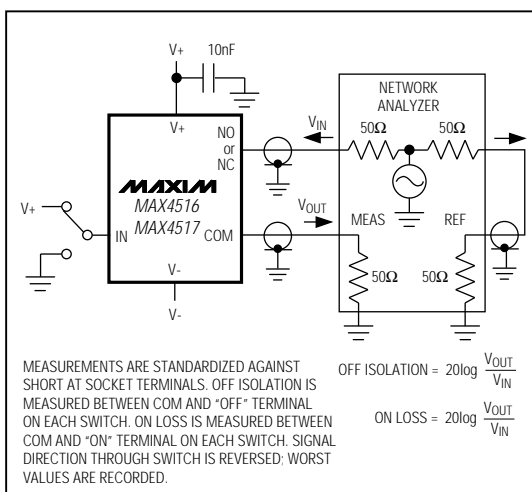 V+
10nF
V+
NO
or
NC
MAXIM
MAX4516
MAX4517
COM
IN
V+
V-
V-
NETWORK
ANALYZER
VIN
50Ω
50Ω
VOUT
MEAS
REF
50Ω
50Ω
MEASUREMENTS ARE STANDARDIZED AGAINST
SHORT AT SOCKET TERMINALS. OFF ISOLATION IS
MEASURED BETWEEN COM AND "OFF" TERMINAL
ON EACH SWITCH. ON LOSS IS MEASURED BETWEEN
COM AND "ON" TERMINAL ON EACH SWITCH. SIGNAL
DIRECTION THROUGH SWITCH IS REVERSED; WORST
VALUES ARE RECORDED.
OFF ISOLATION = 20log VOUT
VIN
ON LOSS = 20log VOUT
VIN